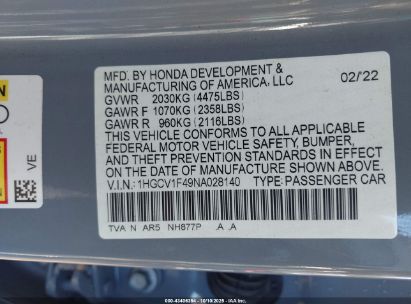 MFD. BY HONDA DEVELOPMENT &
MANUFACTURING OF AMERICA, LLC 02/'22
GVWR 2030KG (4475LBS)
GAWR F 1070KG (2358LBS)
GAWR R 960KG (2116LBS)
THIS VEHICLE CONFORMS TO ALL APPLICABLE
FEDERAL MOTOR VEHICLE SAFETY, BUMPER,
AND THEFT PREVENTION STANDARDS IN EFFECT
ON THE DATE OF MANUFACTURE SHOWN ABOVE.
V.I.N.: 1HGCV1F49NA028140 TYPE: PASSENGER CAR
TVA N AR5 NH877P .A .A
VE